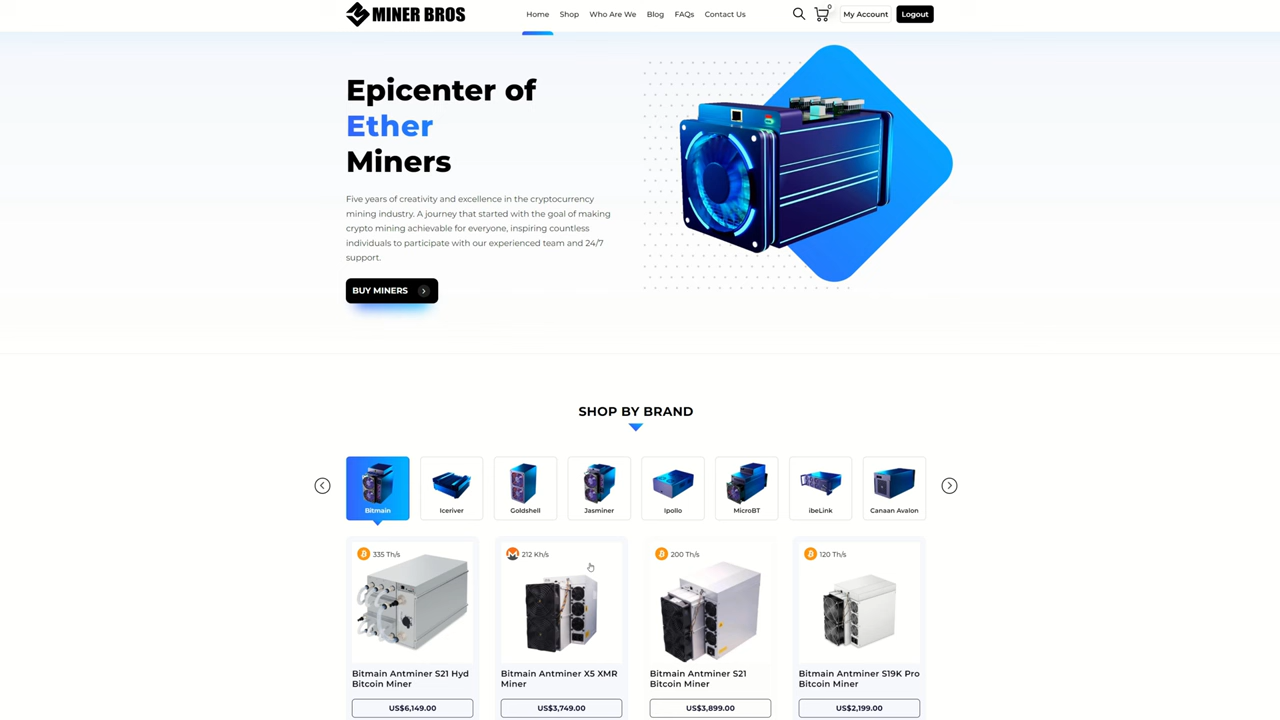 MINER BROS
Home Shop Who Are We Blog FAQs Contact Us
0
My Account Logout
Epicenter of
Ether
Miners
Five years of creativity and excellence in the cryptocurrency
mining industry. A journey that started with the goal of making
crypto mining achievable for everyone, inspiring countless
individuals to participate with our experienced team and 24/7
support.
BUY MINERS
SHOP BY BRAND
Bitmain Iceriver Goldshell Jasminer Ipollo MicroBT ibeLink Canaan Avalon
335 Th/s
Bitmain Antminer S21 Hyd
Bitcoin Miner
US$6,149.00
212 Kh/s
Bitmain Antminer X5 XMR
Miner
US$3,749.00
200 Th/s
Bitmain Antminer S21
Bitcoin Miner
US$3,899.00
120 Th/s
Bitmain Antminer S19K Pro
Bitcoin Miner
US$2,199.00